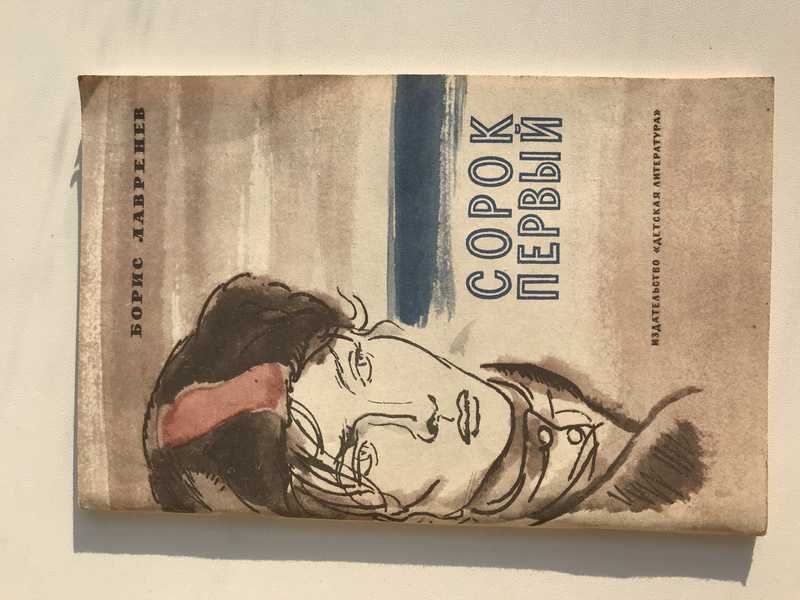 БОРИС ЛАВРЕНЕВ
СОРОК
ПЕРВЫЙ
ИЗДАТЕЛЬСТВО «ДЕТСКАЯ ЛИТЕРАТУРА»